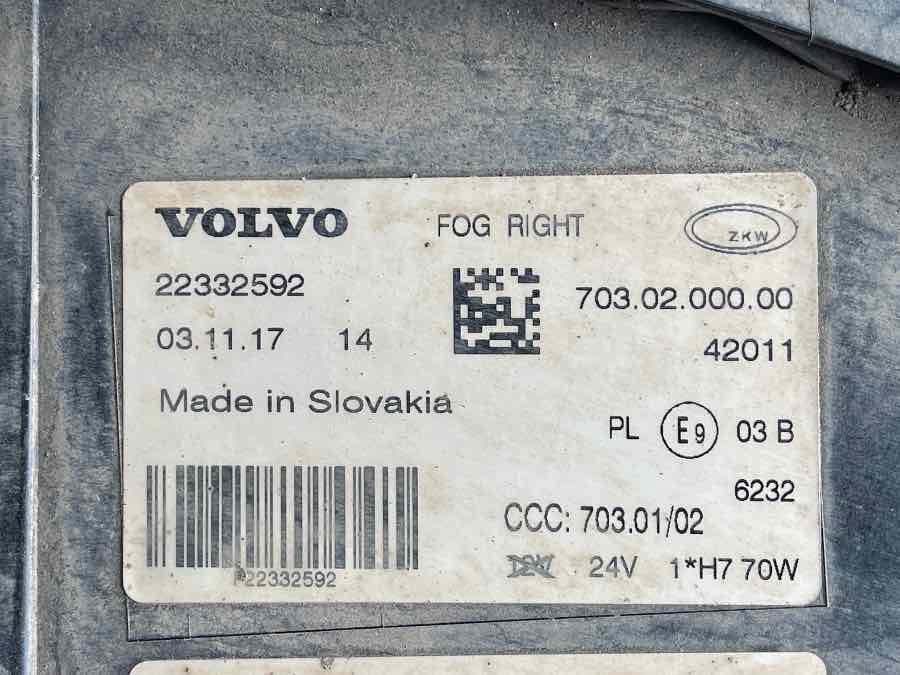 VOLVO FOG RIGHT ZKW
22332592 703.02.000.00
03.11.17 14 42011
Made in Slovakia
PL E9 03 B
6232
CCC: 703.01/02
24V 1*H7 70W
P22332592